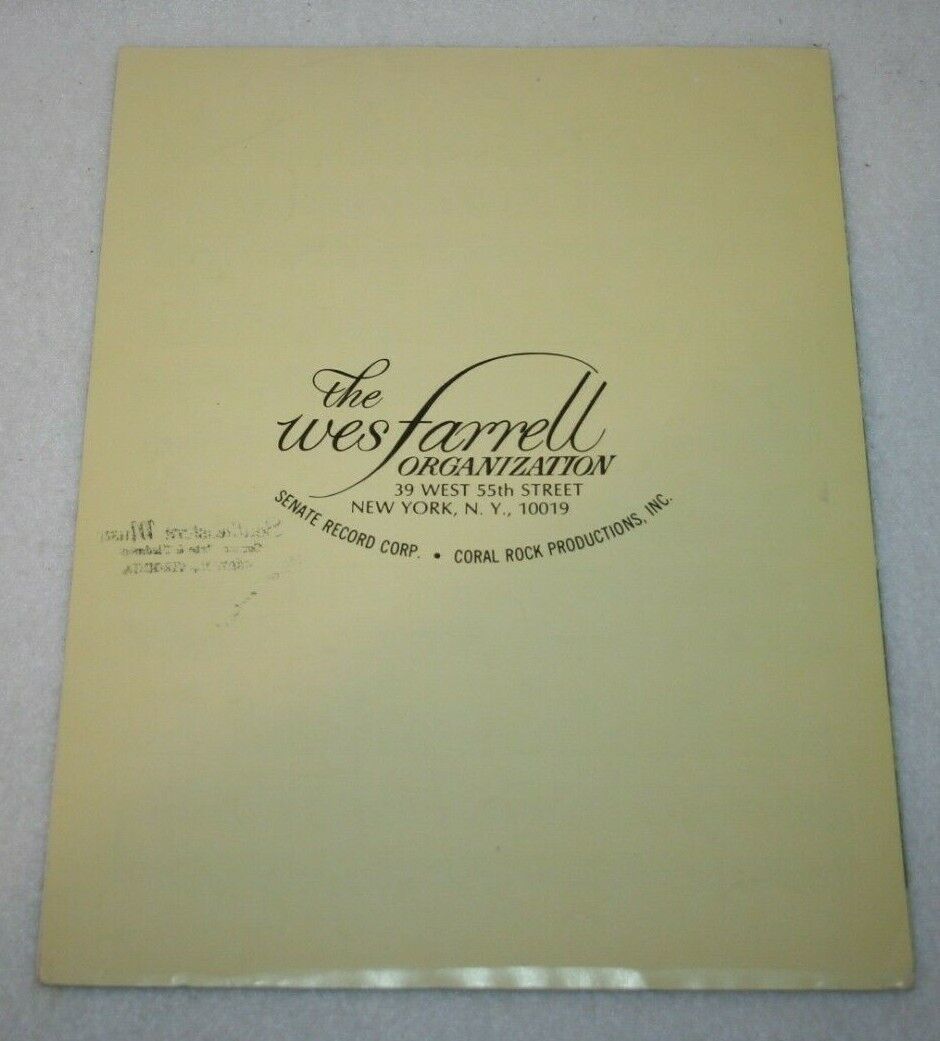 the
wes farrell
ORGANIZATION
39 WEST 55th STREET
NEW YORK, N. Y., 10019
SENATE RECORD CORP. • CORAL ROCK PRODUCTIONS, INC.